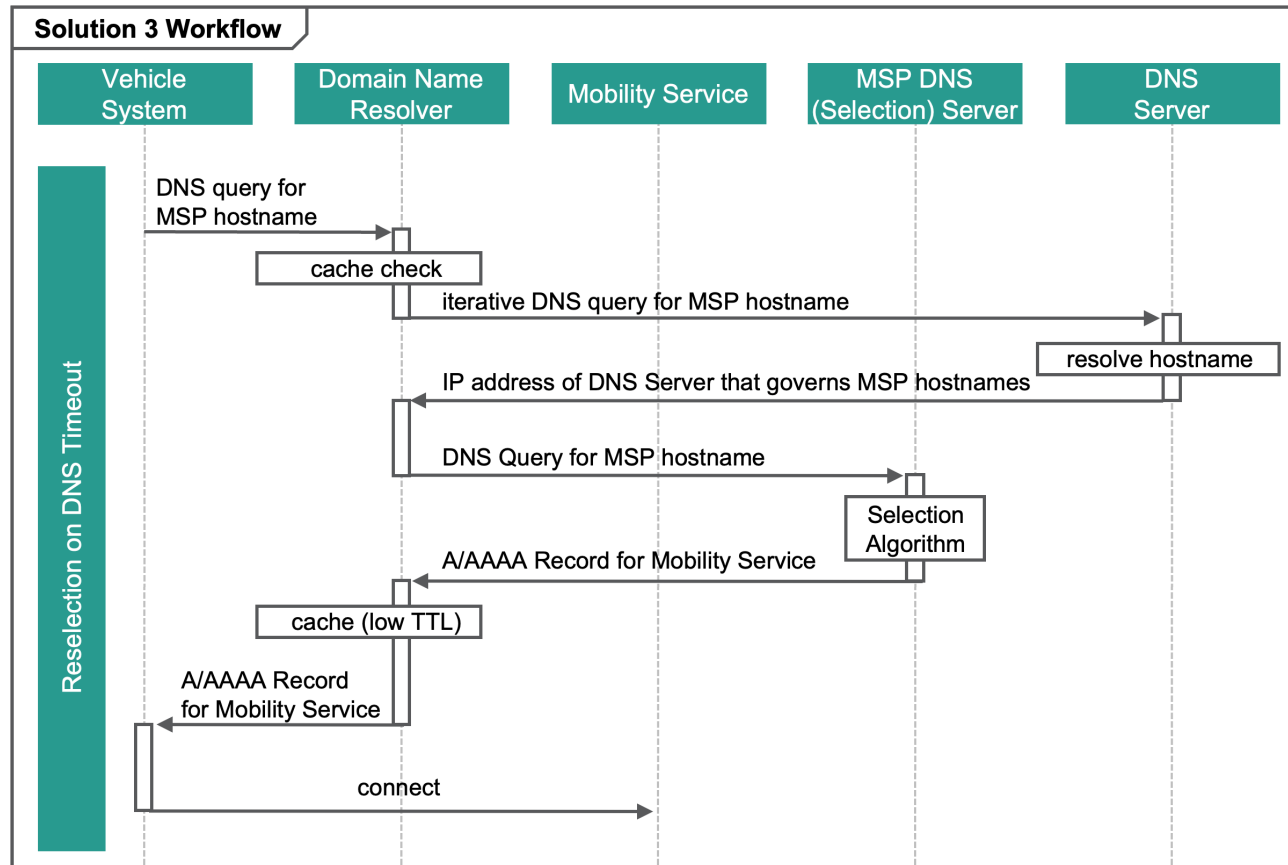 Solution 3 Workflow
Vehicle
System
Domain Name
Resolver
Mobility Service
MSP DNS
(Selection) Server
DNS
Server
Reselection on DNS Timeout
DNS query for
MSP hostname
cache check
iterative DNS query for MSP hostname
resolve hostname
IP address of DNS Server that governs MSP hostnames
DNS Query for MSP hostname
Selection
Algorithm
A/AAAA Record for Mobility Service
cache (low TTL)
A/AAAA Record
for Mobility Service
connect